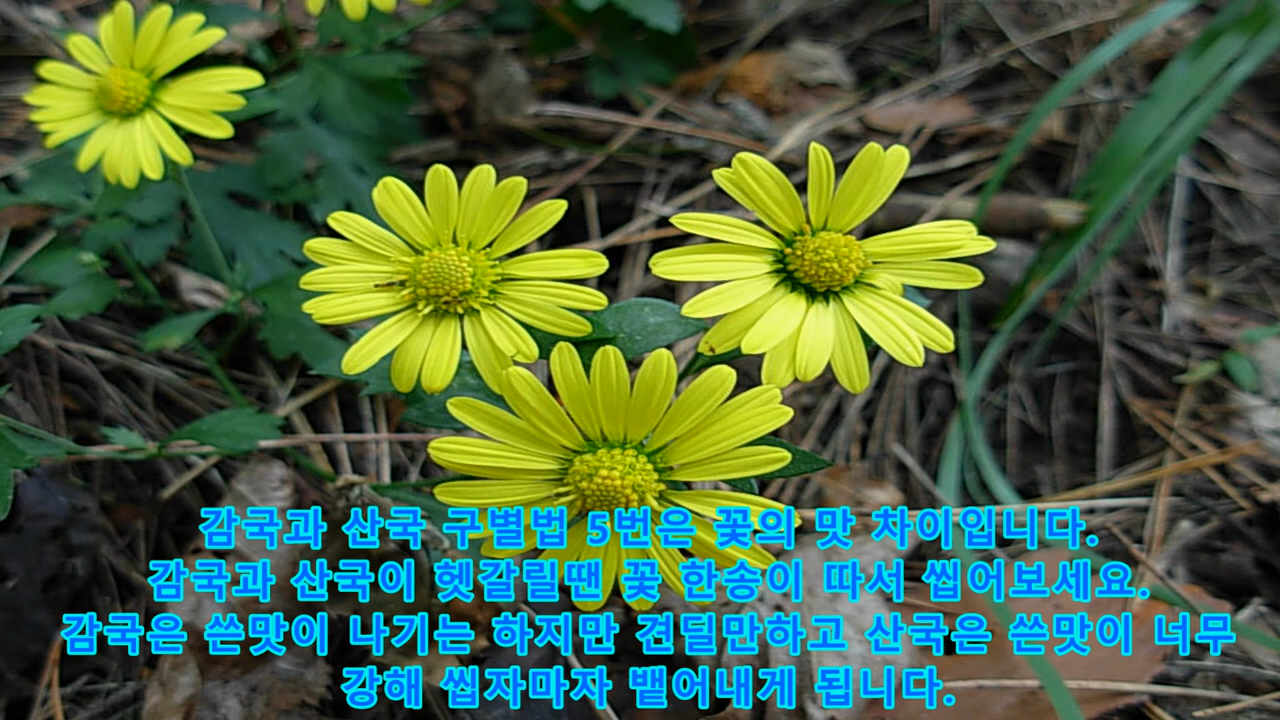 감국과 산국 구별법 5번은 꽃의 맛 차이입니다.
감국과 산국이 헷갈릴땐 꽃 한송이 따서 씹어보세요.
감국은 쓴맛이 나기는 하지만 견딜만하고 산국은 쓴맛이 너무
강해 씹자마자 뱉어내게 됩니다.